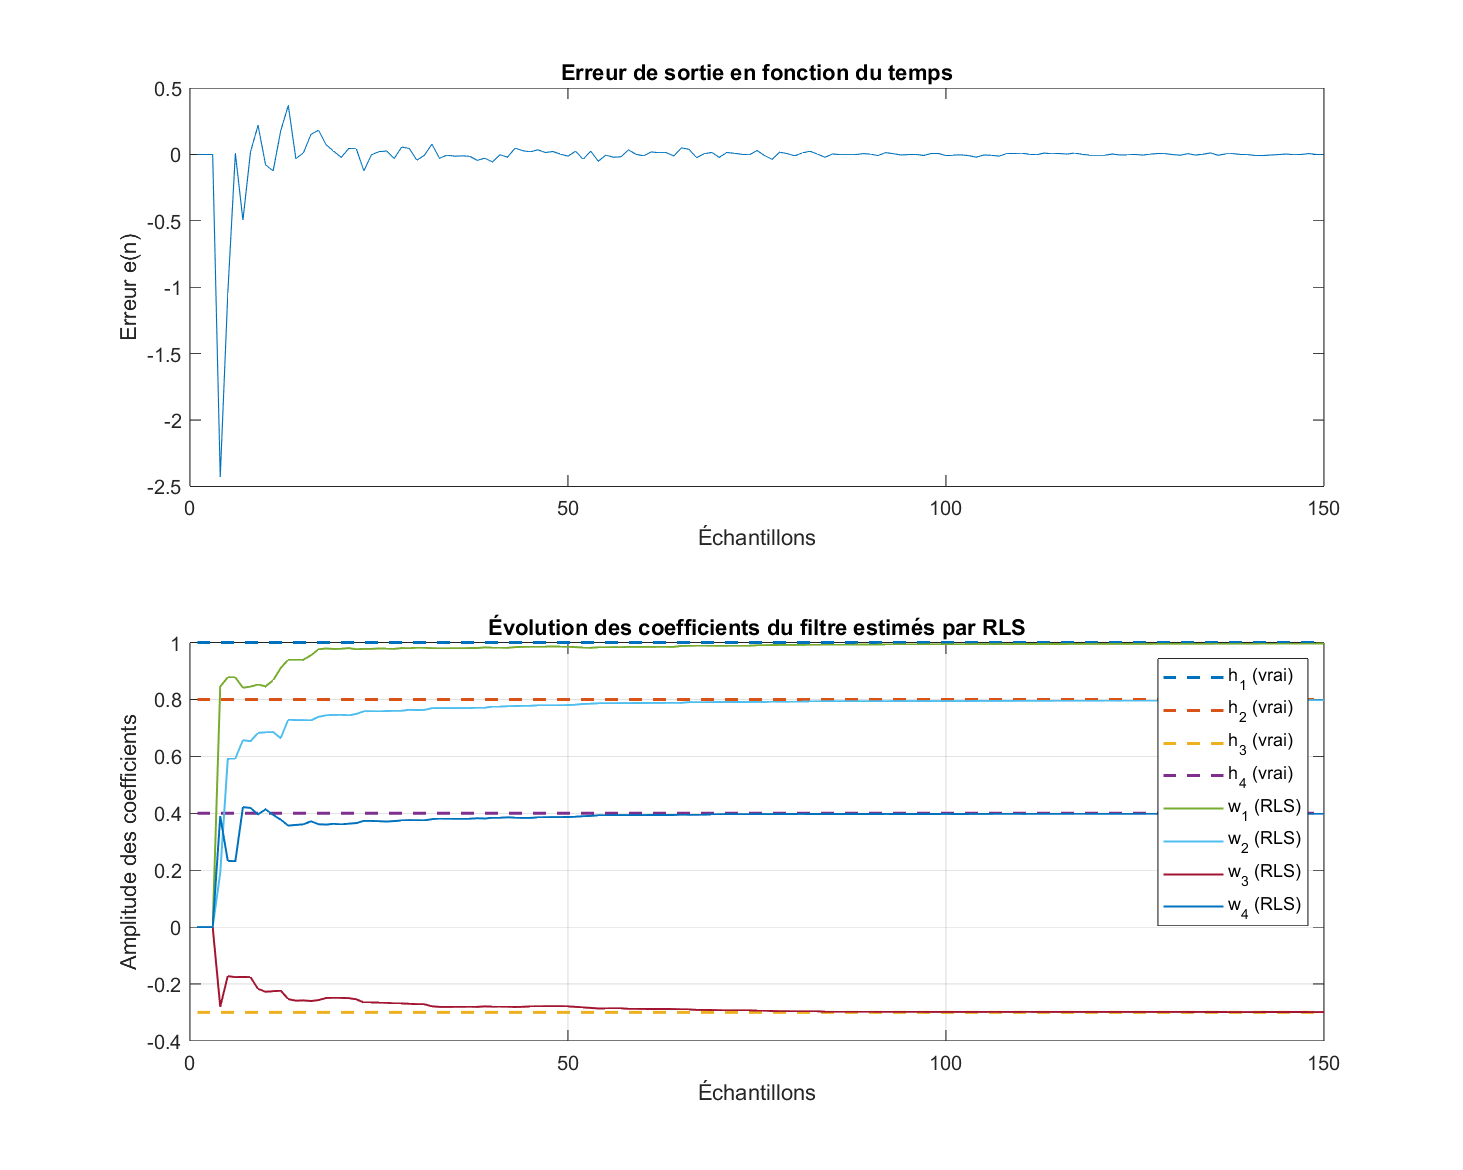 Erreur de sortie en fonction du temps
0.5
0
-0.5
-1
-1.5
-2
-2.5
Erreur e(n)
0
50
100
150
Échantillons
Évolution des coefficients du filtre estimés par RLS
1
0.8
0.6
0.4
0.2
0
-0.2
-0.4
Amplitude des coefficients
h1 (vrai)
h2 (vrai)
h3 (vrai)
h4 (vrai)
w1 (RLS)
w2 (RLS)
w3 (RLS)
w4 (RLS)
0
50
100
150
Échantillons